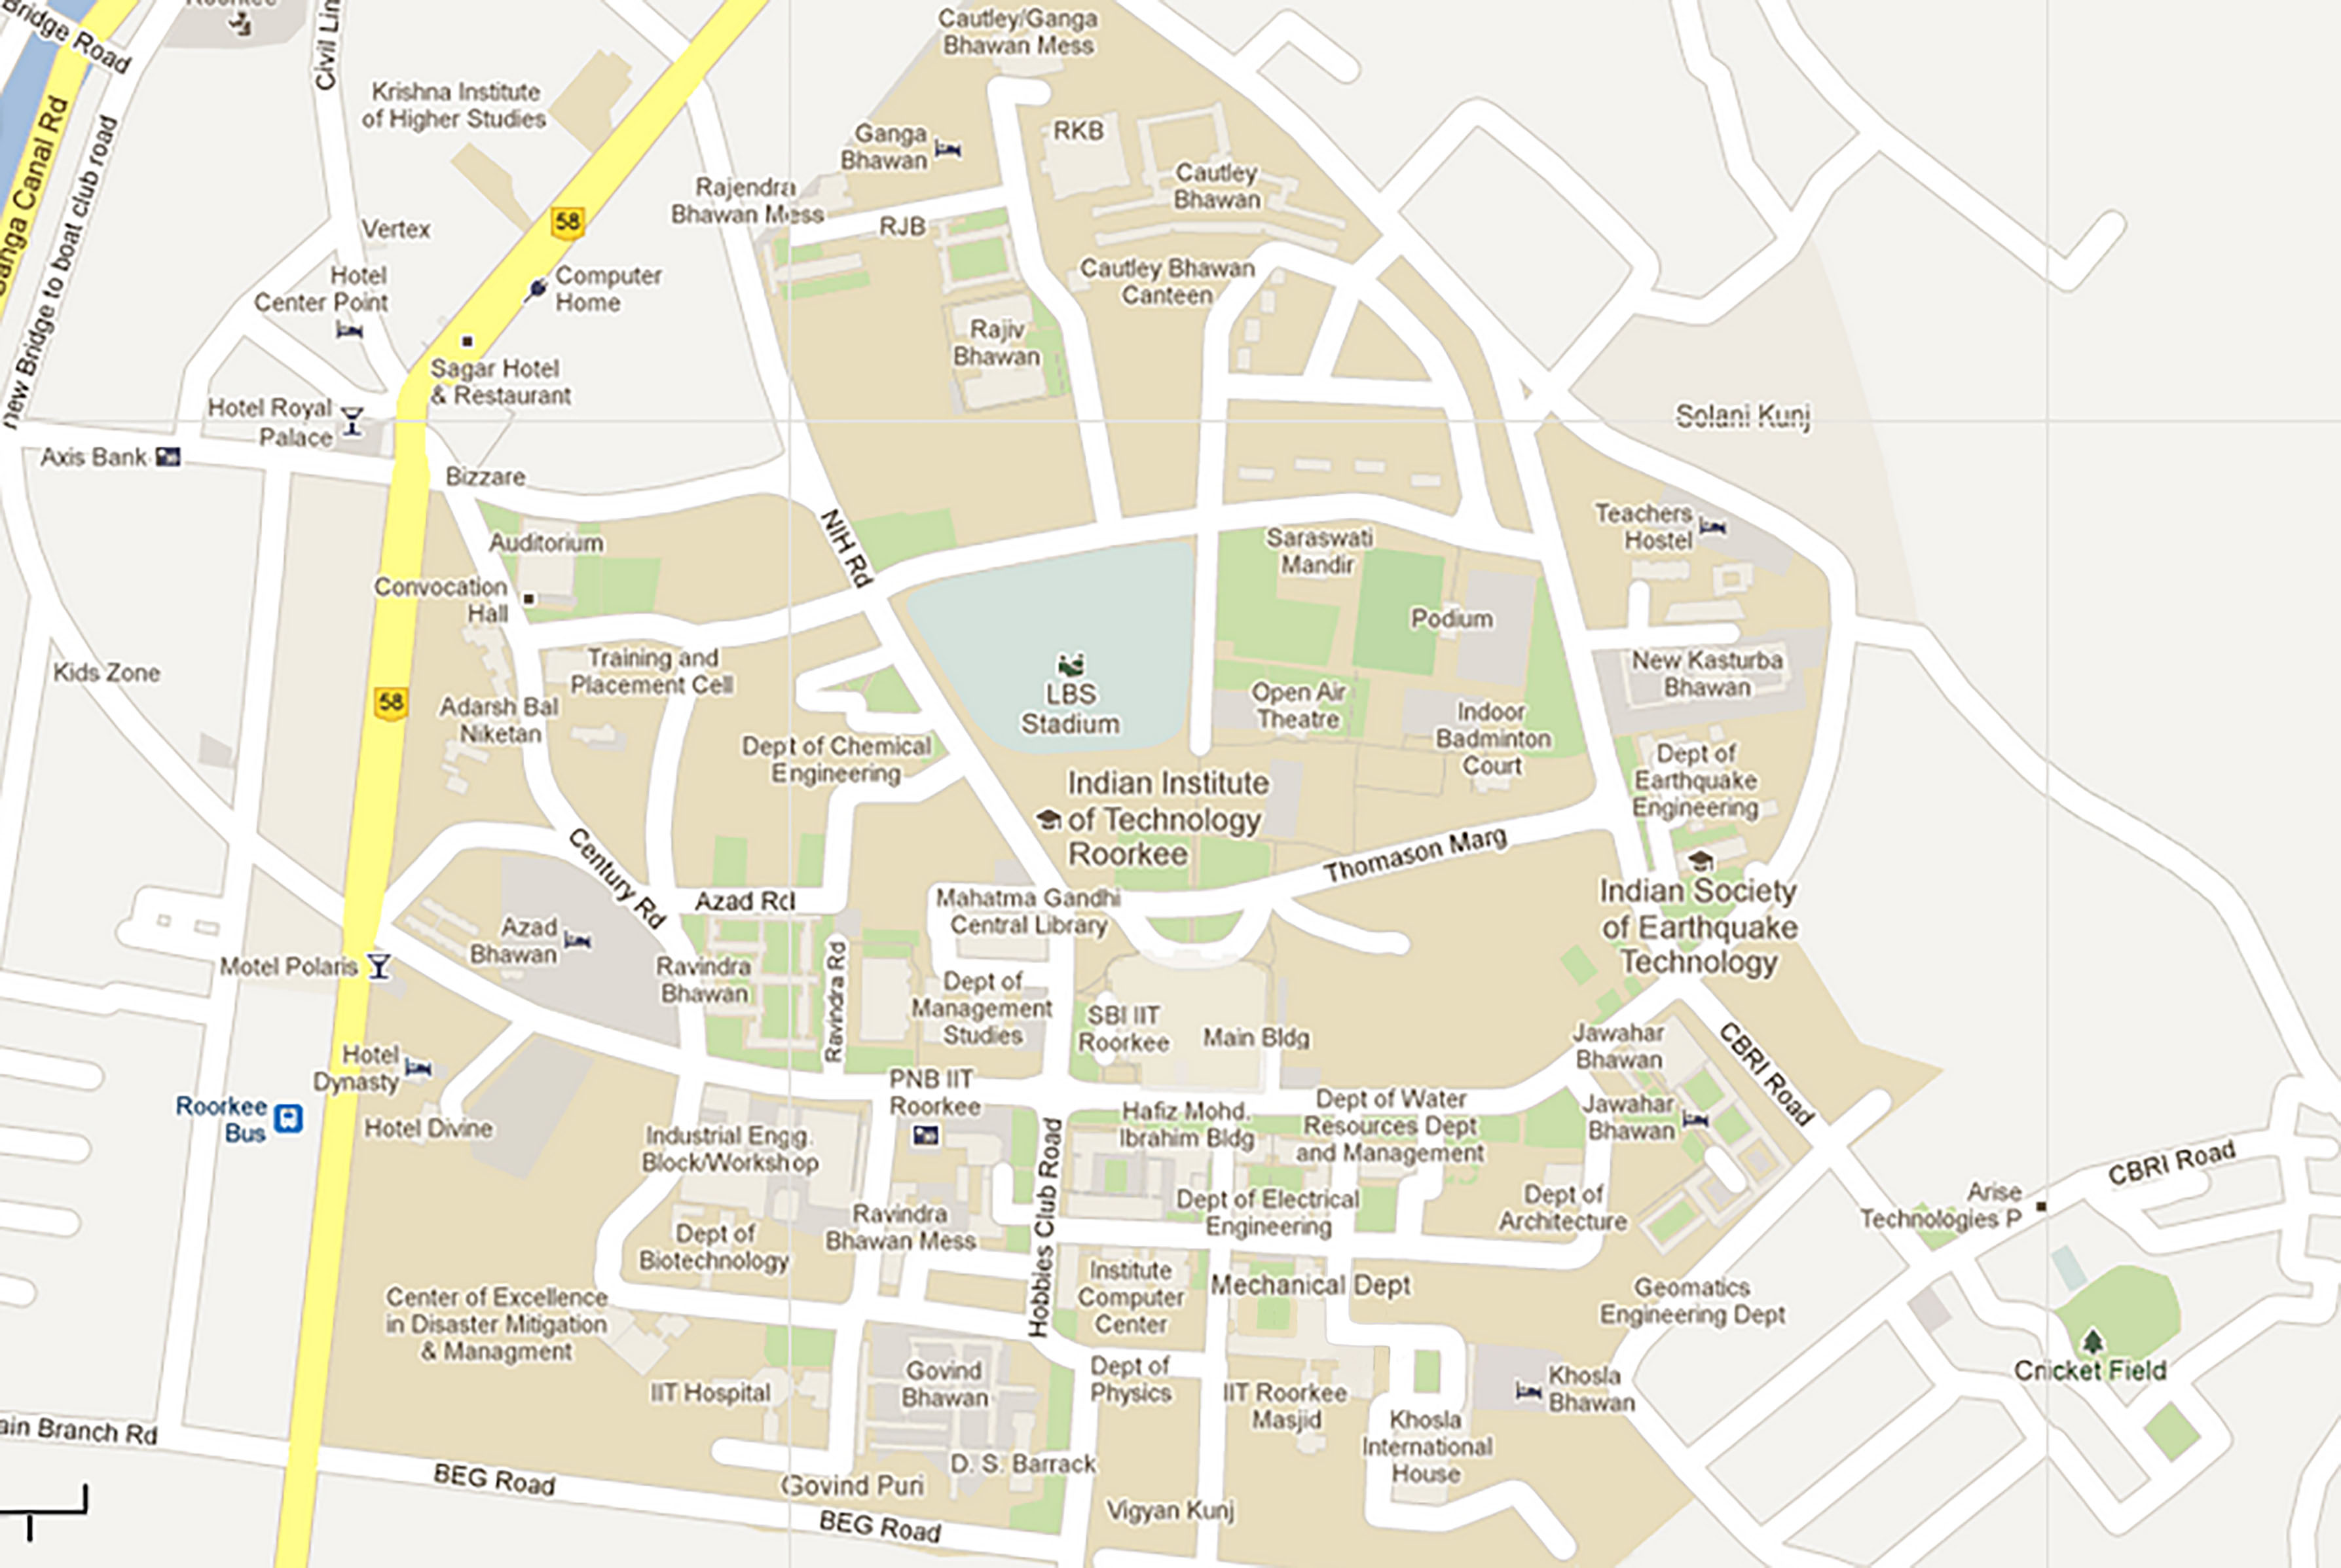 Bridge Road
Roorkee
Civil Lin
Cautley/Ganga
Bhawan Mess
Krishna Institute
of Higher Studies
Ganga Canal Rd
new Bridge to boat club road
Ganga
Bhawan
RKB
Cautley
Bhawan
Rajendra
Bhawan Mess
RJB
Vertex
58
Hotel
Center Point
Computer
Home
Cautley Bhawan
Canteen
Rajiv
Bhawan
Sagar Hotel
& Restaurant
Hotel Royal
Palace
Axis Bank
Bizzare
Solani Kunj
NIH Rd
Auditorium
Convocation
Hall
Saraswati
Mandir
Teachers
Hostel
Podium
Kids Zone
58
Training and
Placement Cell
Adarsh Bal
Niketan
LBS
Stadium
Open Air
Theatre
Indoor
Badminton
Court
New Kasturba
Bhawan
Dept of Chemical
Engineering
Dept of
Earthquake
Engineering
Indian Institute
of Technology
Roorkee
Thomason Marg
Century Rd
Azad Rd
Mahatma Gandhi
Central Library
Indian Society
of Earthquake
Technology
Azad
Bhawan
Motel Polaris
Ravindra
Bhawan
Ravindra Rd
Dept of
Management
Studies
SBI IIT
Roorkee
Main Bldg
Jawahar
Bhawan
CBRI Road
Hotel
Dynasty
Roorkee
Bus
Hotel Divine
PNB IIT
Roorkee
Hafiz Mohd.
Ibrahim Bldg
Dept of Water
Resources Dept
and Management
Jawahar
Bhawan
Industrial Engig.
Block/Workshop
Hobbies Club Road
CBRI Road
Arise
Technologies P
Dept of
Biotechnology
Ravindra
Bhawan Mess
Dept of Electrical
Engineering
Dept of
Architecture
Center of Excellence
in Disaster Mitigation
& Managment
Institute
Computer
Center
Mechanical Dept
Geomatics
Engineering Dept
Cricket Field
IIT Hospital
Govind
Bhawan
Dept of
Physics
IIT Roorkee
Masjid
Khosla
Bhawan
Khosla
International
House
ain Branch Rd
BEG Road
Govind Puri
D. S. Barrack
BEG Road
Vigyan Kunj